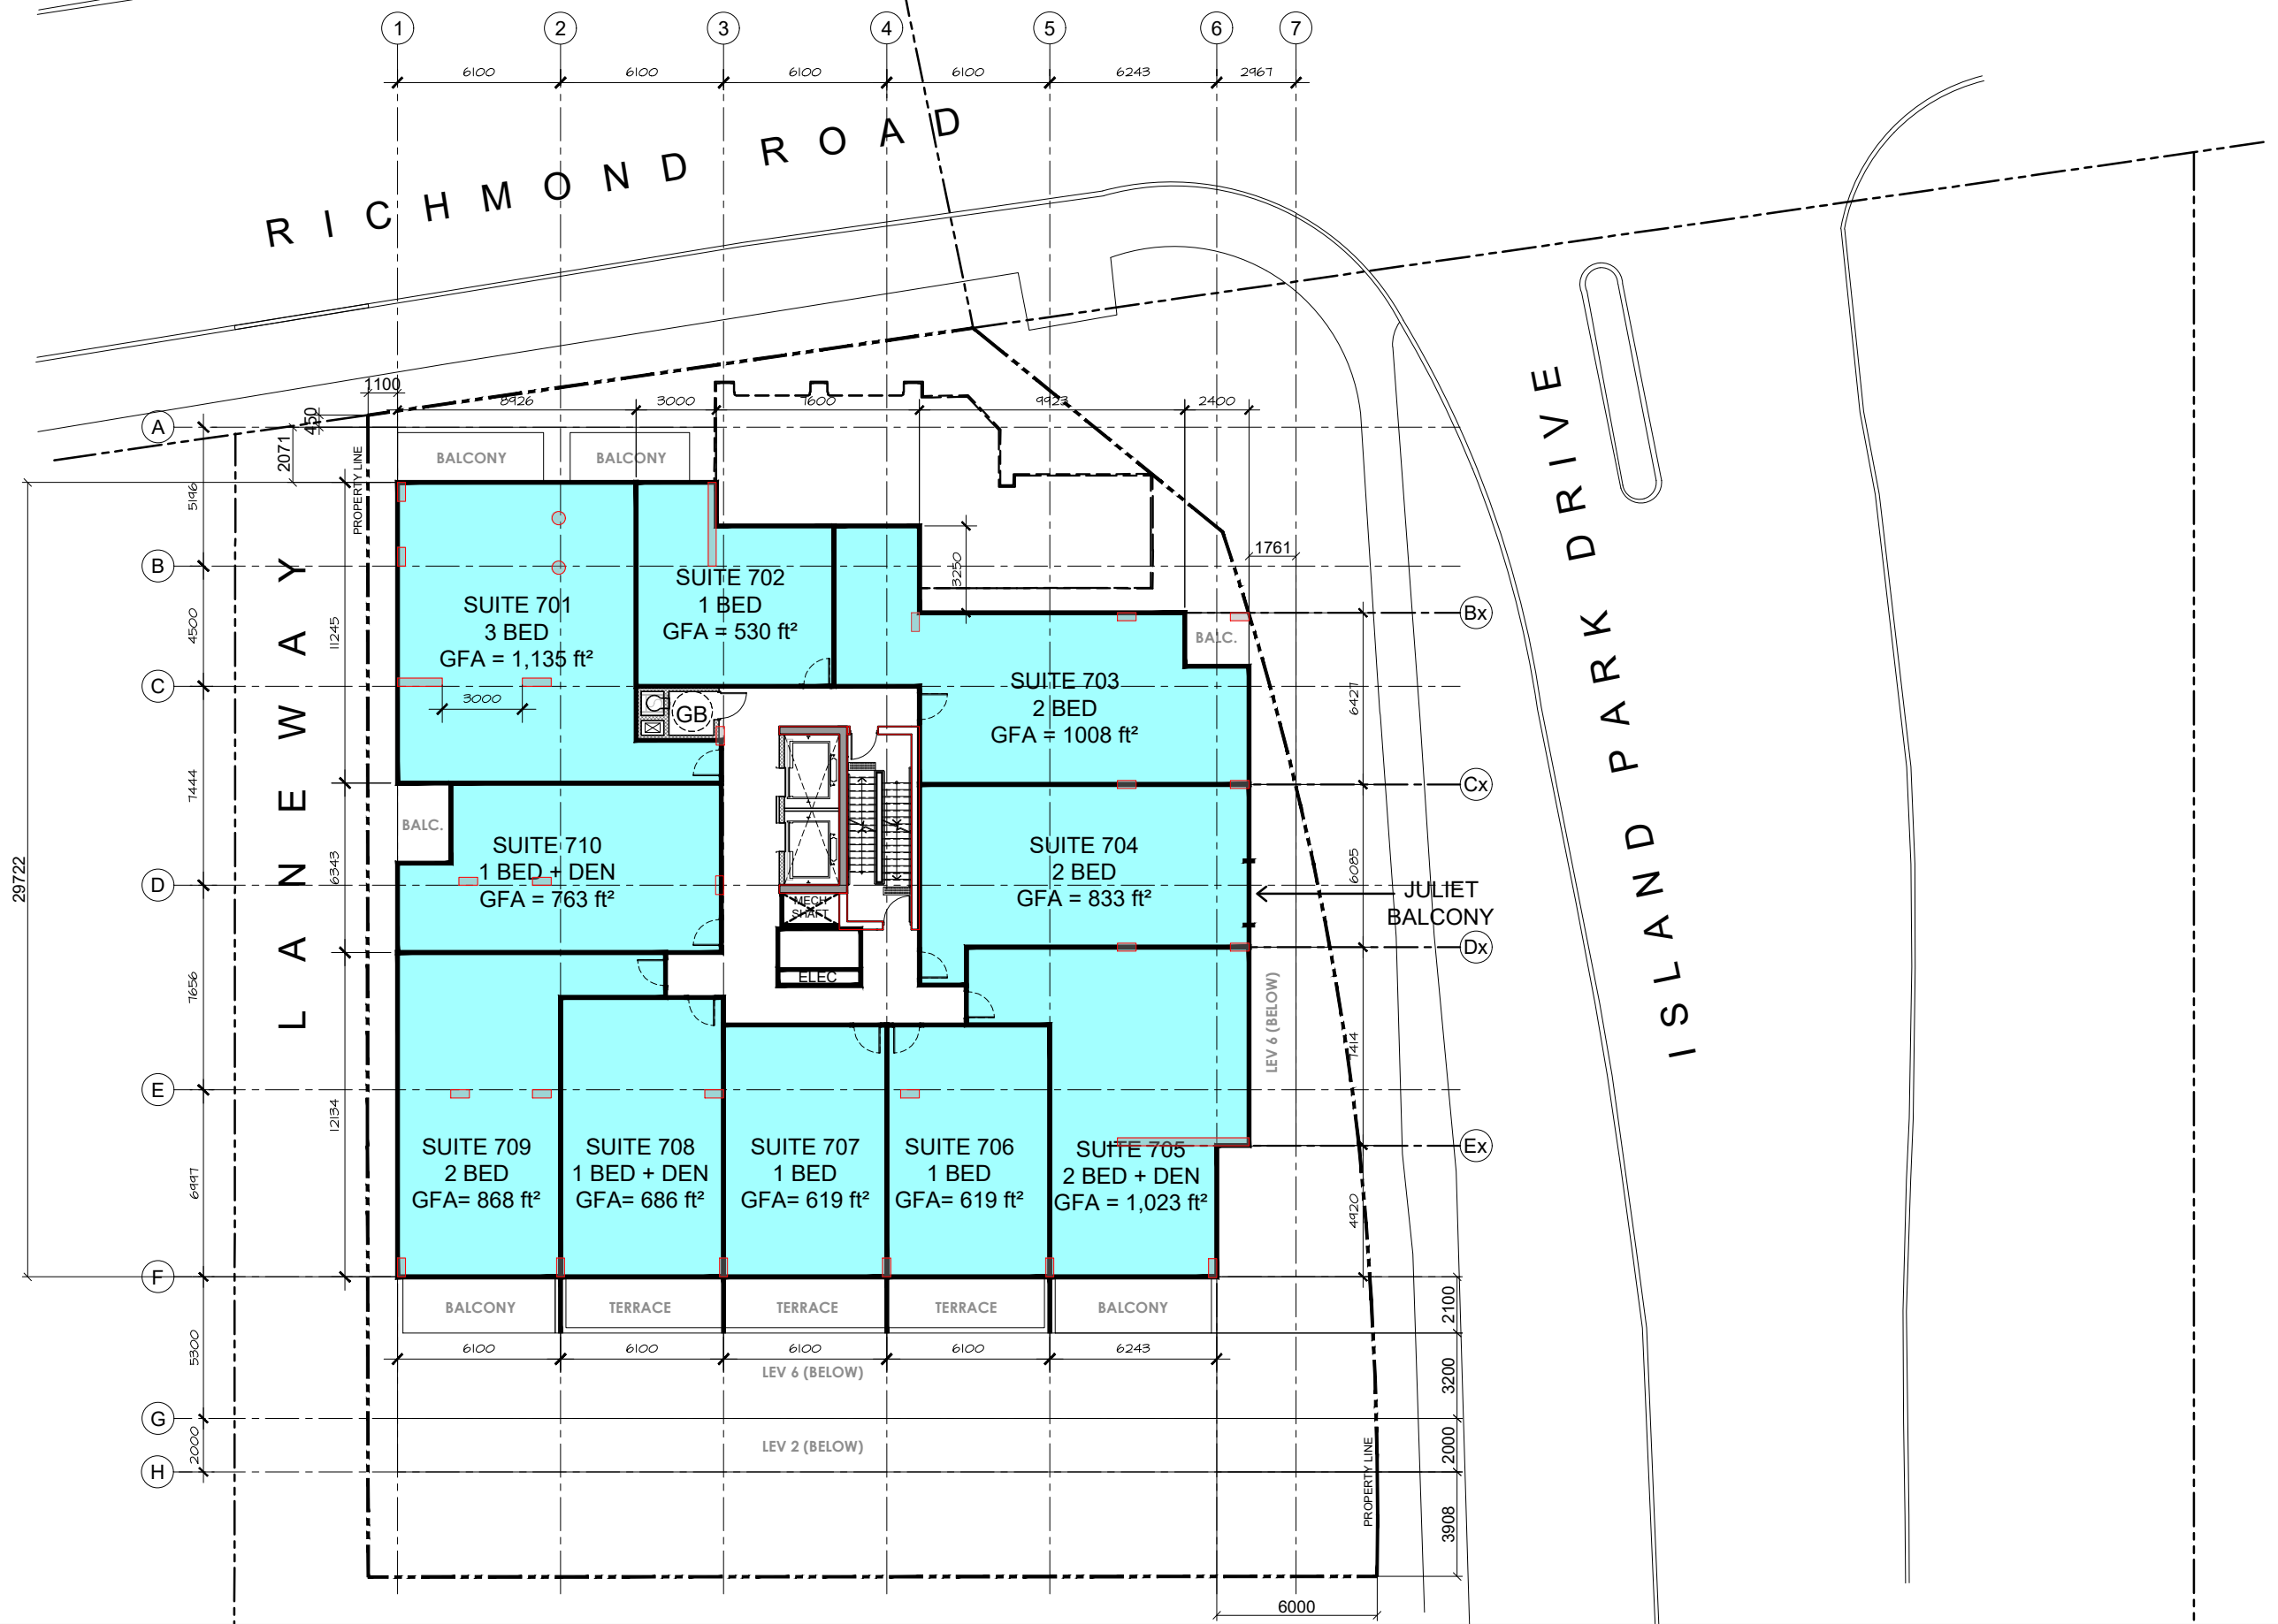 1 2 3 4 5 6 7
6100 6100 6100 6100 6243 2967
RICHMOND ROAD
1100
8926 3000 7600 9923 2400
450
2071
A
5196
BALCONY BALCONY
PROPERTY LINE
B
3250
1761
Bx
SUITE 701
3 BED
GFA = 1,135 ft²
SUITE 702
1 BED
GFA = 530 ft²
BALC.
4500
11245
LANEWAY
C
3000
GB
SUITE 703
2 BED
GFA = 1008 ft²
6427
ISLAND PARK DRIVE
7444
Cx
BALC.
SUITE 710
1 BED + DEN
GFA = 763 ft²
SUITE 704
2 BED
GFA = 833 ft²
6343
6085
29722
D
MECH
SHAFT
JULIET
BALCONY
Dx
ELEC
7656
LEV 6 (BELOW)
7414
E
12134
Ex
SUITE 709
2 BED
GFA= 868 ft²
SUITE 708
1 BED + DEN
GFA= 686 ft²
SUITE 707
1 BED
GFA= 619 ft²
SUITE 706
1 BED
GFA= 619 ft²
SUITE 705
2 BED + DEN
GFA = 1,023 ft²
6997
4920
F
BALCONY TERRACE TERRACE TERRACE BALCONY
2100
5300
6100 6100 6100 6100 6243
LEV 6 (BELOW)
3200
G
LEV 2 (BELOW)
2000
2000
H
PROPERTY LINE
3908
6000